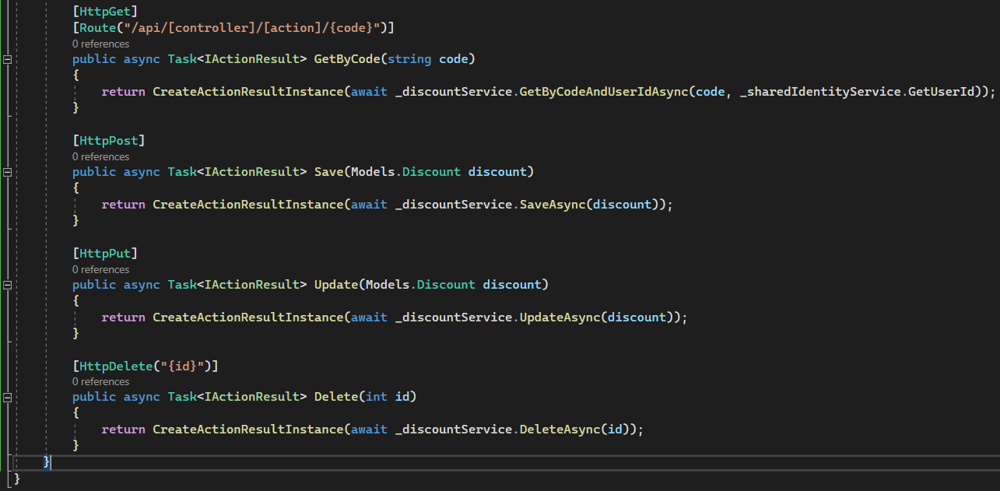 [HttpGet]
[Route("/api/[controller]/[action]/{code}")]
0 references
public async Task<IActionResult> GetByCode(string code)
{
return CreateActionResultInstance(await _discountService.GetByCodeAndUserIdAsync(code, _sharedIdentityService.GetUserId));
}
[HttpPost]
0 references
public async Task<IActionResult> Save(Models.Discount discount)
{
return CreateActionResultInstance(await _discountService.SaveAsync(discount));
}
[HttpPut]
0 references
public async Task<IActionResult> Update(Models.Discount discount)
{
return CreateActionResultInstance(await _discountService.UpdateAsync(discount));
}
[HttpDelete("{id}")]
0 references
public async Task<IActionResult> Delete(int id)
{
return CreateActionResultInstance(await _discountService.DeleteAsync(id));
}
}
}